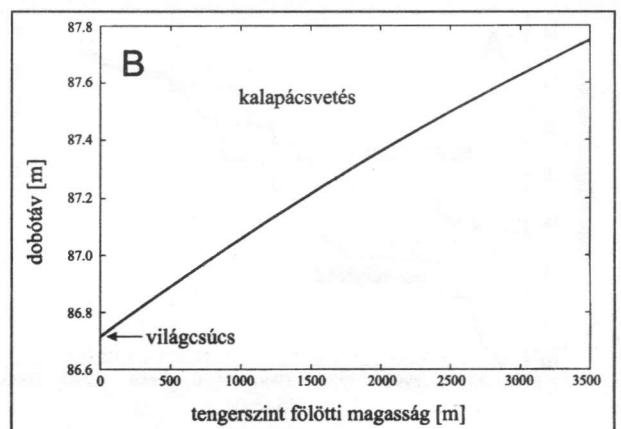 B
kalapácsvetés
dobótáv [m]
87.8
87.6
87.4
87.2
87.0
86.8
86.6
világcsúcs
0 500 1000 1500 2000 2500 3000 3500
tengerszint fölötti magasság [m]